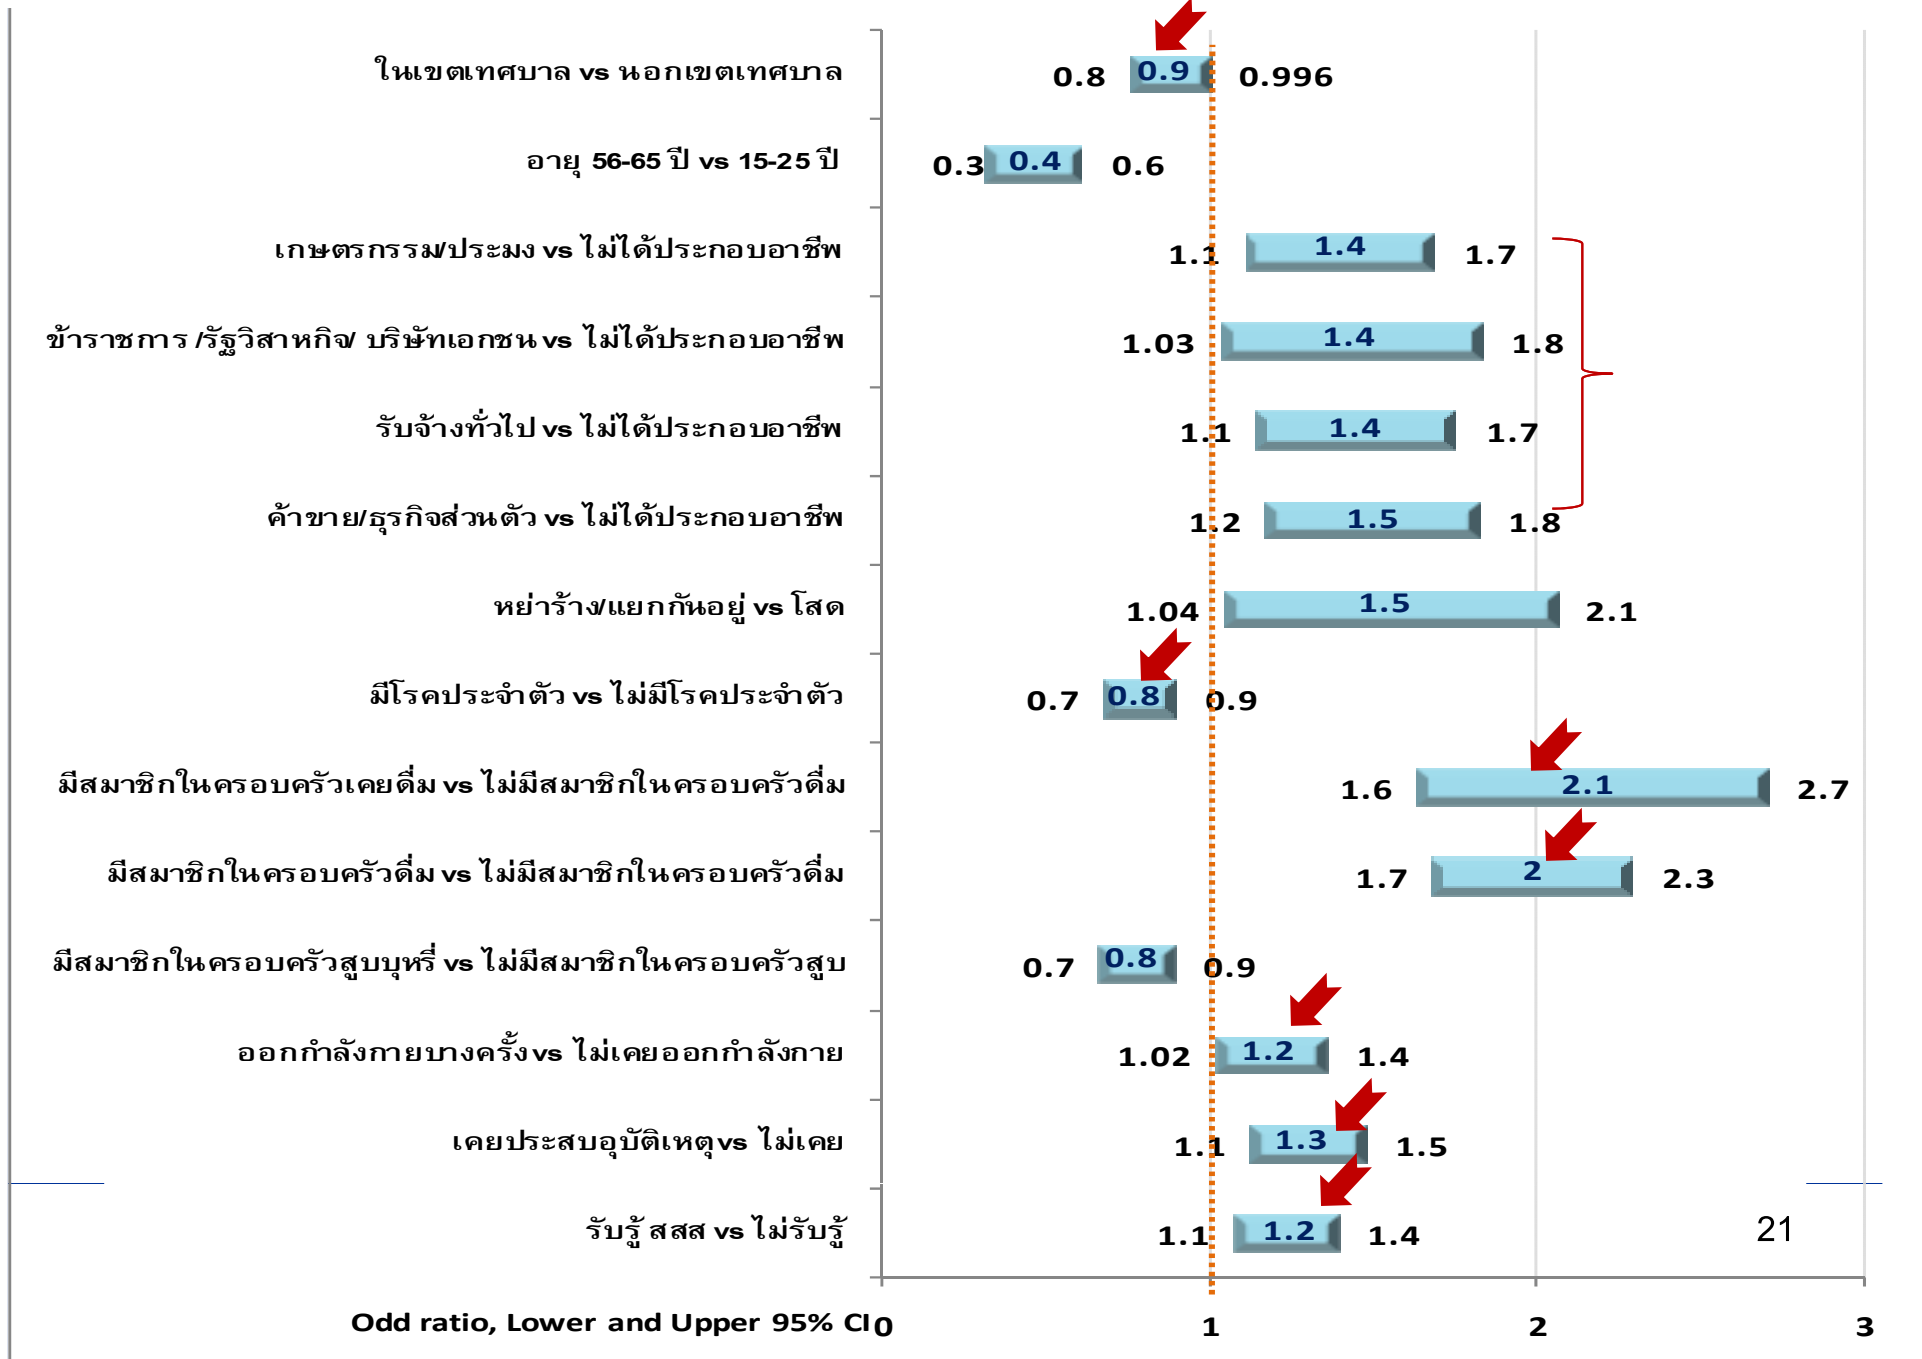 ในเขตเทศบาล vs นอกเขตเทศบาล 0.8 0.9 0.996
อายุ 56-65 ปี vs 15-25 ปี 0.3 0.4 0.6
เกษตรกรรม/ประมง vs ไม่ได้ประกอบอาชีพ 1.1 1.4 1.7
ข้าราชการ /รัฐวิสาหกิจ/ บริษัทเอกชน vs ไม่ได้ประกอบอาชีพ 1.03 1.4 1.8
รับจ้างทั่วไป vs ไม่ได้ประกอบอาชีพ 1.1 1.4 1.7
ค้าขาย/ธุรกิจส่วนตัว vs ไม่ได้ประกอบอาชีพ 1.2 1.5 1.8
หย่าร้าง/แยกกันอยู่ vs โสด 1.04 1.5 2.1
มีโรคประจำตัว vs ไม่มีโรคประจำตัว 0.7 0.8 0.9
มีสมาชิกในครอบครัวเคยดื่ม vs ไม่มีสมาชิกในครอบครัวดื่ม 1.6 2.1 2.7
มีสมาชิกในครอบครัวดื่ม vs ไม่มีสมาชิกในครอบครัวดื่ม 1.7 2 2.3
มีสมาชิกในครอบครัวสูบบุหรี่ vs ไม่มีสมาชิกในครอบครัวสูบ 0.7 0.8 0.9
ออกกำลังกายบางครั้ง vs ไม่เคยออกกำลังกาย 1.02 1.2 1.4
เคยประสบอุบัติเหตุ vs ไม่เคย 1.1 1.3 1.5
รับรู้ สสส vs ไม่รับรู้ 1.1 1.2 1.4
21
Odd ratio, Lower and Upper 95% CI 0 1 2 3